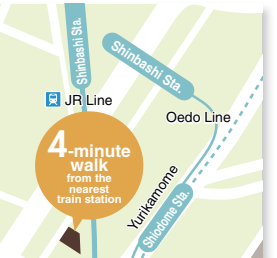 Shinbashi Sta.
Shinbashi Sta.
JR Line
Oedo Line
4-minute
walk
from the
nearest
train station
Yurikamome
Shiodome Sta.